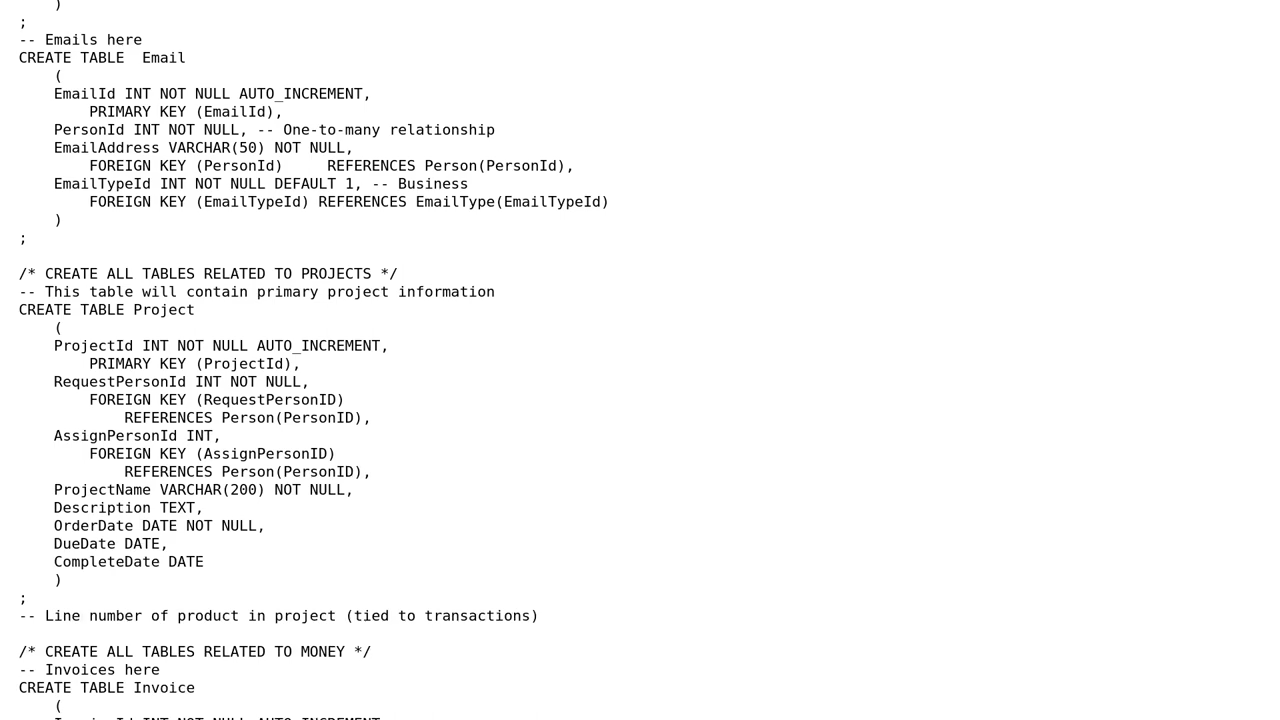 )
;
-- Emails here
CREATE TABLE  Email
    (
    EmailId INT NOT NULL AUTO_INCREMENT,
        PRIMARY KEY (EmailId),
    PersonId INT NOT NULL, -- One-to-many relationship
    EmailAddress VARCHAR(50) NOT NULL,
        FOREIGN KEY (PersonId)     REFERENCES Person(PersonId),
    EmailTypeId INT NOT NULL DEFAULT 1, -- Business
        FOREIGN KEY (EmailTypeId) REFERENCES EmailType(EmailTypeId)
    )
;

/* CREATE ALL TABLES RELATED TO PROJECTS */
-- This table will contain primary project information
CREATE TABLE Project
    (
    ProjectId INT NOT NULL AUTO_INCREMENT,
        PRIMARY KEY (ProjectId),
    RequestPersonId INT NOT NULL,
        FOREIGN KEY (RequestPersonID)
            REFERENCES Person(PersonID),
    AssignPersonId INT,
        FOREIGN KEY (AssignPersonID)
            REFERENCES Person(PersonID),
    ProjectName VARCHAR(200) NOT NULL,
    Description TEXT,
    OrderDate DATE NOT NULL,
    DueDate DATE,
    CompleteDate DATE
    )
;
-- Line number of product in project (tied to transactions)

/* CREATE ALL TABLES RELATED TO MONEY */
-- Invoices here
CREATE TABLE Invoice
    (
    InvoiceId INT NOT NULL AUTO_INCREMENT,